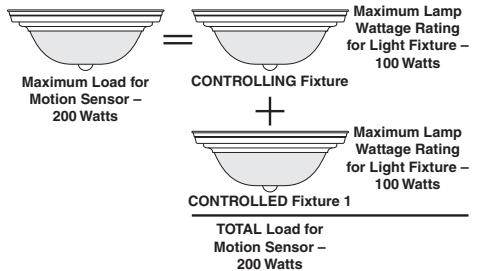 Maximum Load for
Motion Sensor –
200 Watts
=
CONTROLLING Fixture
Maximum Lamp
Wattage Rating
for Light Fixture –
100 Watts
+
CONTROLLED Fixture 1
Maximum Lamp
Wattage Rating
for Light Fixture –
100 Watts
TOTAL Load for
Motion Sensor –
200 Watts